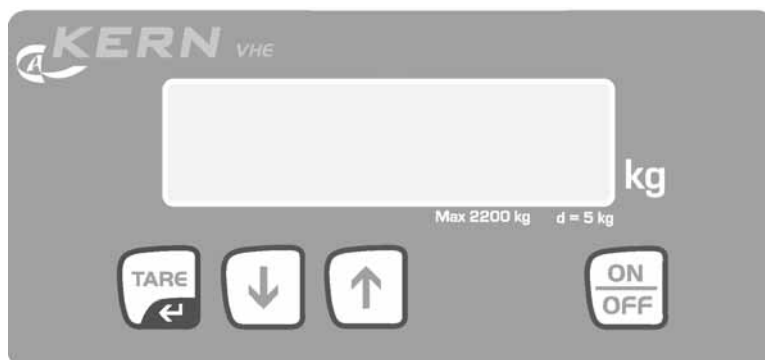 KERN VHE
kg
Max 2200 kg d = 5 kg
TARE
ON
OFF